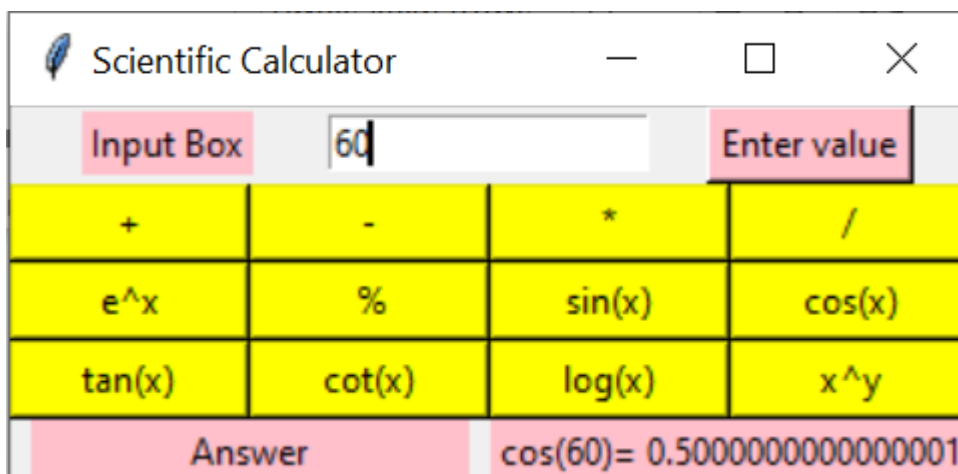 Scientific Calculator
Input Box 60 Enter value
+ - * /
e^x % sin(x) cos(x)
tan(x) cot(x) log(x) x^y
Answer cos(60)= 0.5000000000000001